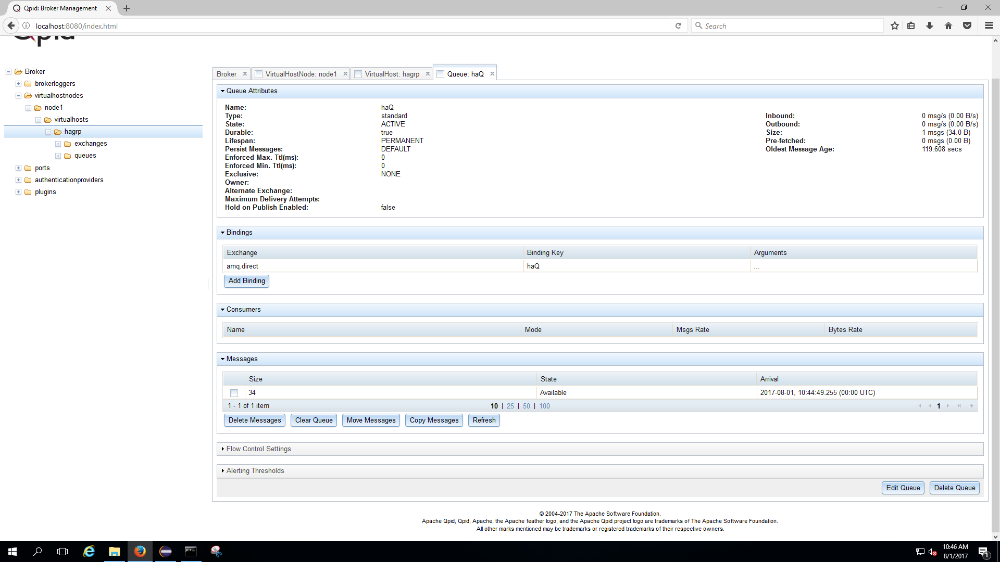 Qpid: Broker Management
localhost:8080/index.html
Search
Qpid
Broker
brokerloggers
virtualhostnodes
node1
virtualhosts
hagrp
exchanges
queues
ports
authenticationproviders
plugins
Broker x VirtualHostNode: node1 x VirtualHost: hagrp x Queue: haQ x
Queue Attributes
Name: haQ
Type: standard Inbound: 0 msg/s (0.00 B/s)
State: ACTIVE Outbound: 0 msg/s (0.00 B/s)
Durable: true Size: 1 msgs (34.0 B)
Lifespan: PERMANENT Pre-fetched: 0 msgs (0.00 B)
Persist Messages: DEFAULT Oldest Message Age: 119.608 secs
Enforced Max. Ttl(ms): 0
Enforced Min. Ttl(ms): 0
Exclusive: NONE
Owner:
Alternate Exchange:
Maximum Delivery Attempts:
Hold on Publish Enabled: false
Bindings
Exchange Binding Key Arguments
amq.direct haQ ...
Add Binding
Consumers
Name Mode Msgs Rate Bytes Rate
Messages
Size State Arrival
34 Available 2017-08-01, 10:44:49.255 (00:00 UTC)
1 - 1 of 1 item 10 | 25 | 50 | 100 1
Delete Messages Clear Queue Move Messages Copy Messages Refresh
Flow Control Settings
Alerting Thresholds
Edit Queue Delete Queue
© 2004-2017 The Apache Software Foundation.
Apache Qpid, Qpid, Apache, the Apache feather logo, and the Apache Qpid project logo are trademarks of The Apache Software Foundation.
All other marks mentioned may be trademarks or registered trademarks of their respective owners.
10:46 AM
8/1/2017
1